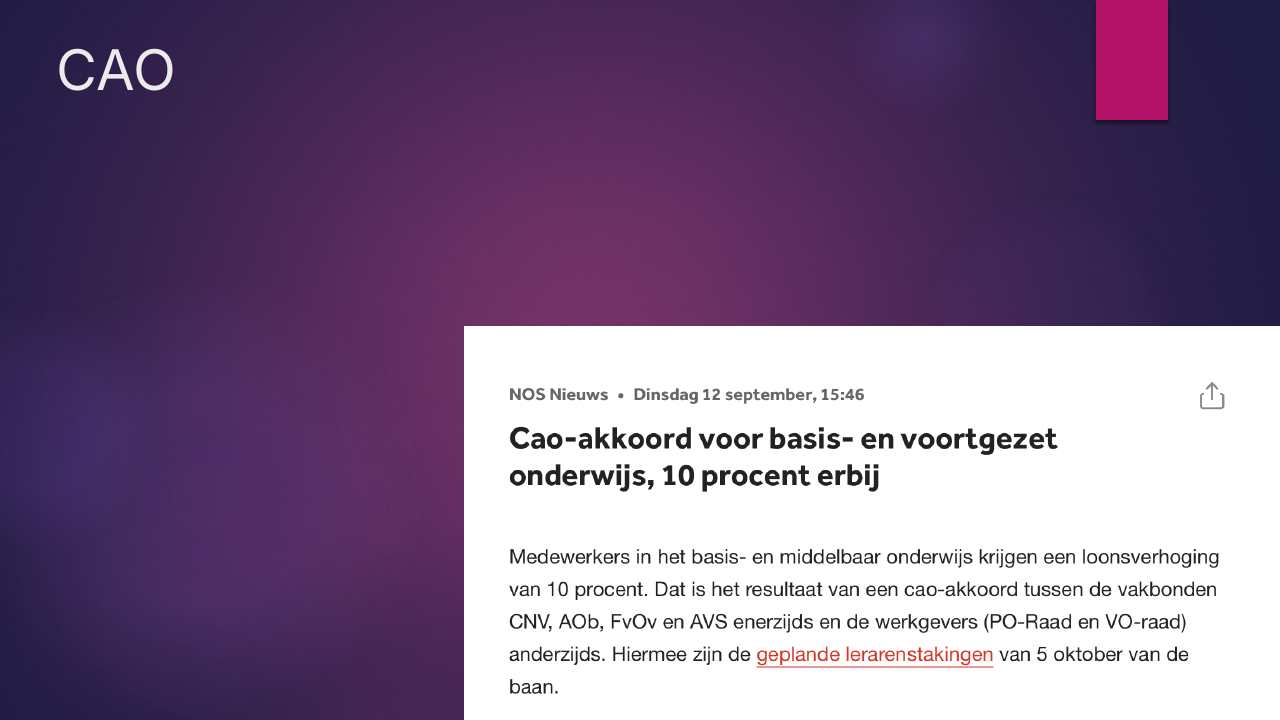 CAO
NOS Nieuws • Dinsdag 12 september, 15:46
Cao-akkoord voor basis- en voortgezet
onderwijs, 10 procent erbij
Medewerkers in het basis- en middelbaar onderwijs krijgen een loonsverhoging
van 10 procent. Dat is het resultaat van een cao-akkoord tussen de vakbonden
CNV, AOb, FvOv en AVS enerzijds en de werkgevers (PO-Raad en VO-raad)
anderzijds. Hiermee zijn de geplande lerarenstakingen van 5 oktober van de
baan.